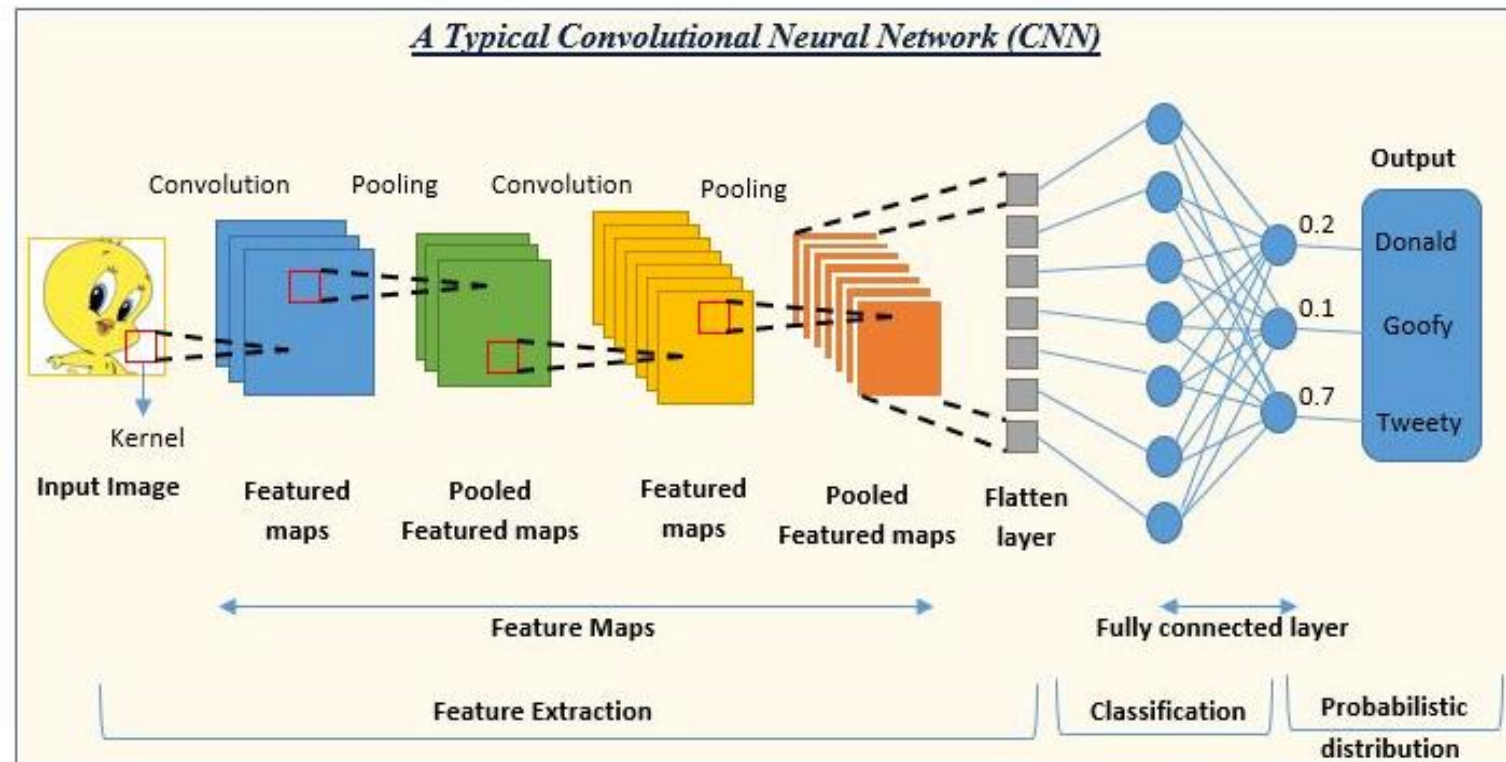 A Typical Convolutional Neural Network (CNN)
Convolution
Pooling
Convolution
Pooling
Output
Kernel
Input Image
Featured
maps
Pooled
Featured maps
Featured
maps
Pooled
Featured maps
Flatten
layer
0.2
Donald
0.1
Goofy
0.7
Tweety
Feature Maps
Fully connected layer
Feature Extraction
Classification
Probabilistic
distribution